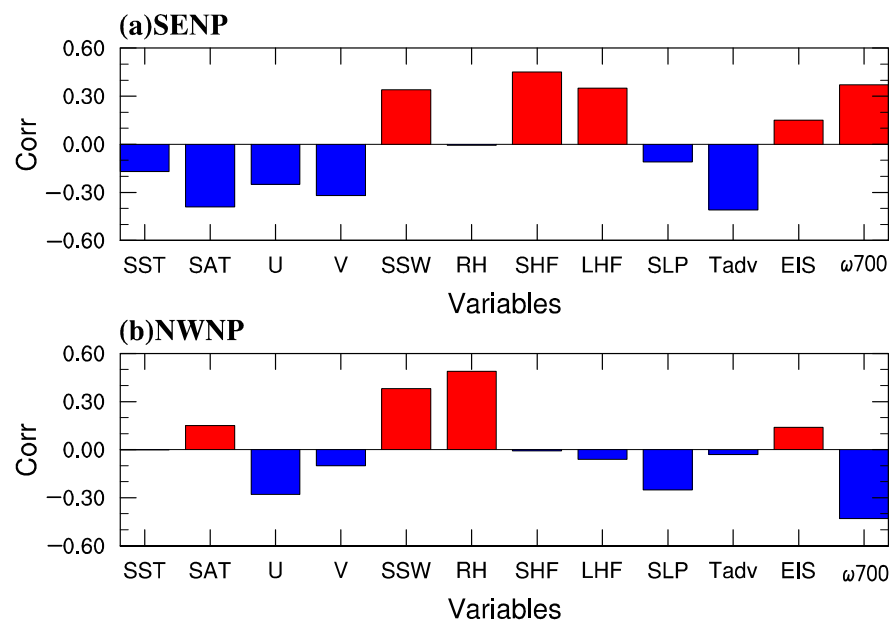 (a)SENP
0.60
0.30
0.00
−0.30
−0.60
Corr
SST SAT U V SSW RH SHF LHF SLP Tadv EIS ω700
Variables
(b)NWNP
0.60
0.30
0.00
−0.30
−0.60
Corr
SST SAT U V SSW RH SHF LHF SLP Tadv EIS ω700
Variables